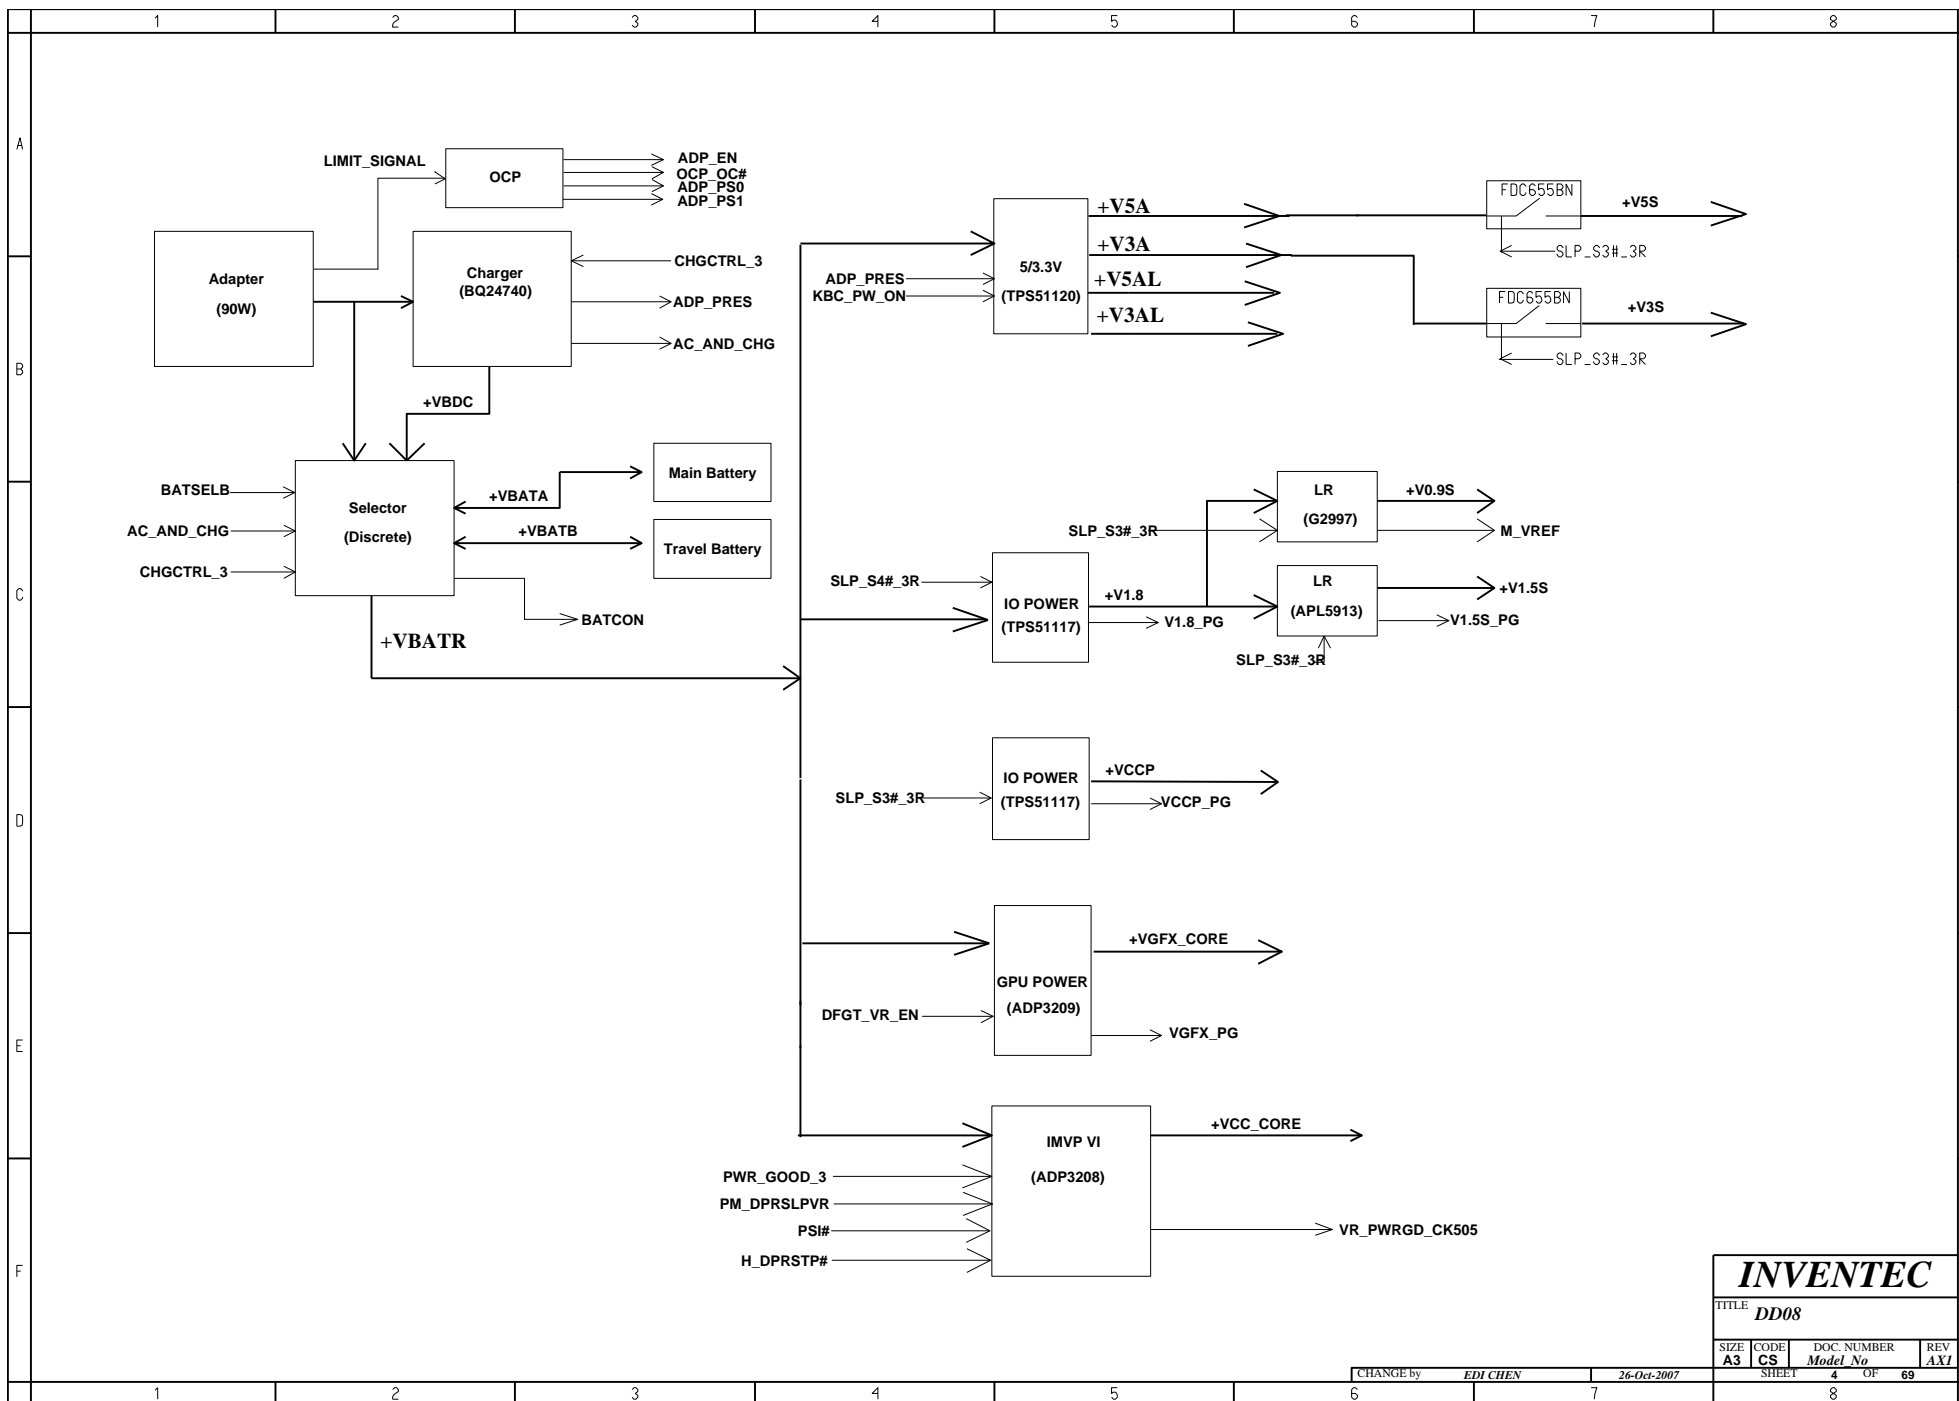 1 2 3 4 5 6 7 8
A
B
C
D
E
F
LIMIT_SIGNAL
OCP
ADP_EN
OCP_OC#
ADP_PS0
ADP_PS1
Adapter
(90W)
Charger
(BQ24740)
CHGCTRL_3
ADP_PRES
AC_AND_CHG
+VBDC
BATSELB
AC_AND_CHG
CHGCTRL_3
Selector
(Discrete)
+VBATA
+VBATB
Main Battery
Travel Battery
BATCON
+VBATR
ADP_PRES
KBC_PW_ON
5/3.3V
(TPS51120)
+V5A
+V3A
+V5AL
+V3AL
FDC655BN
+V5S
SLP_S3#_3R
FDC655BN
+V3S
SLP_S3#_3R
SLP_S3#_3R
LR
(G2997)
+V0.9S
M_VREF
SLP_S4#_3R
IO POWER
(TPS51117)
+V1.8
V1.8_PG
LR
(APL5913)
+V1.5S
V1.5S_PG
SLP_S3#_3R
SLP_S3#_3R
IO POWER
(TPS51117)
+VCCP
VCCP_PG
DFGT_VR_EN
GPU POWER
(ADP3209)
+VGFX_CORE
VGFX_PG
IMVP VI
(ADP3208)
+VCC_CORE
PWR_GOOD_3
PM_DPRSLPVR
PSI#
H_DPRSTP#
VR_PWRGD_CK505
INVENTEC
TITLE DD08
SIZE CODE DOC. NUMBER REV
A3 CS Model_No AX1
CHANGE by EDI CHEN 26-Oct-2007 SHEET 4 OF 69
1 2 3 4 5 6 7 8